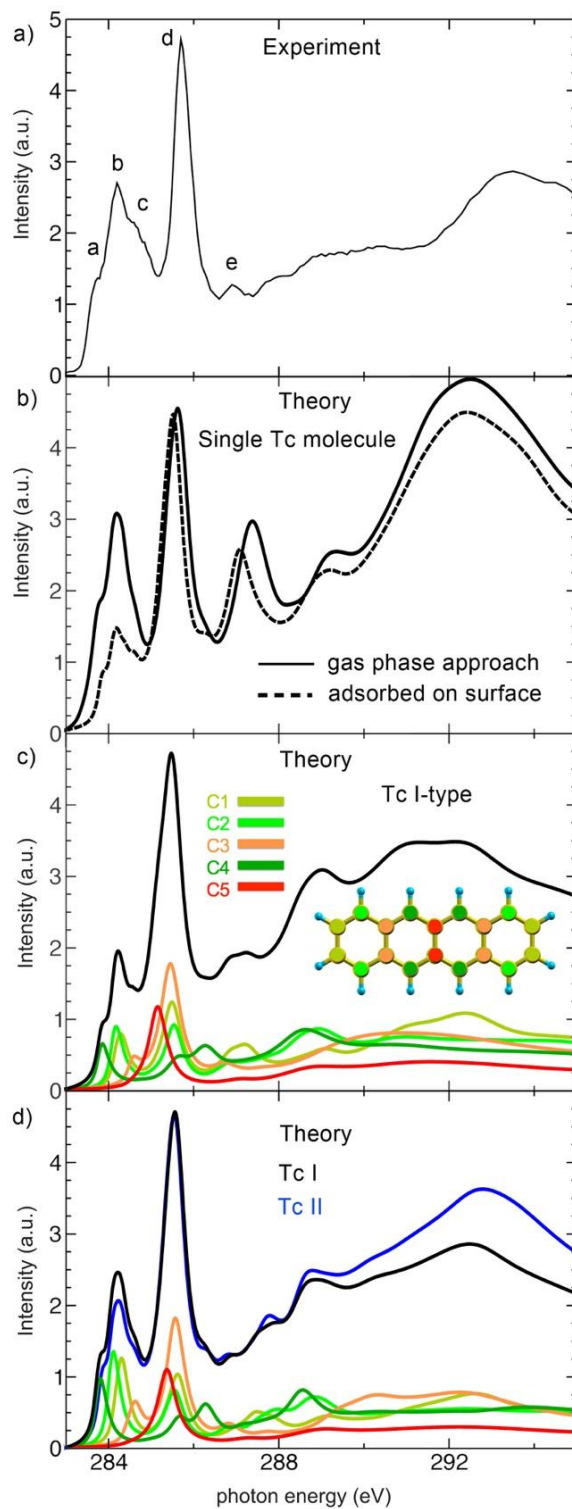 a)
Experiment
d
b
c
a
e
5
4
3
2
1
0
Intensity (a.u.)
b)
Theory
Single Tc molecule
4
3
2
1
0
Intensity (a.u.)
gas phase approach
adsorbed on surface
c)
Theory
Tc I-type
C1
C2
C3
C4
C5
4
3
2
1
0
Intensity (a.u.)
d)
Theory
Tc I
Tc II
4
3
2
1
0
Intensity (a.u.)
284 288 292
photon energy (eV)